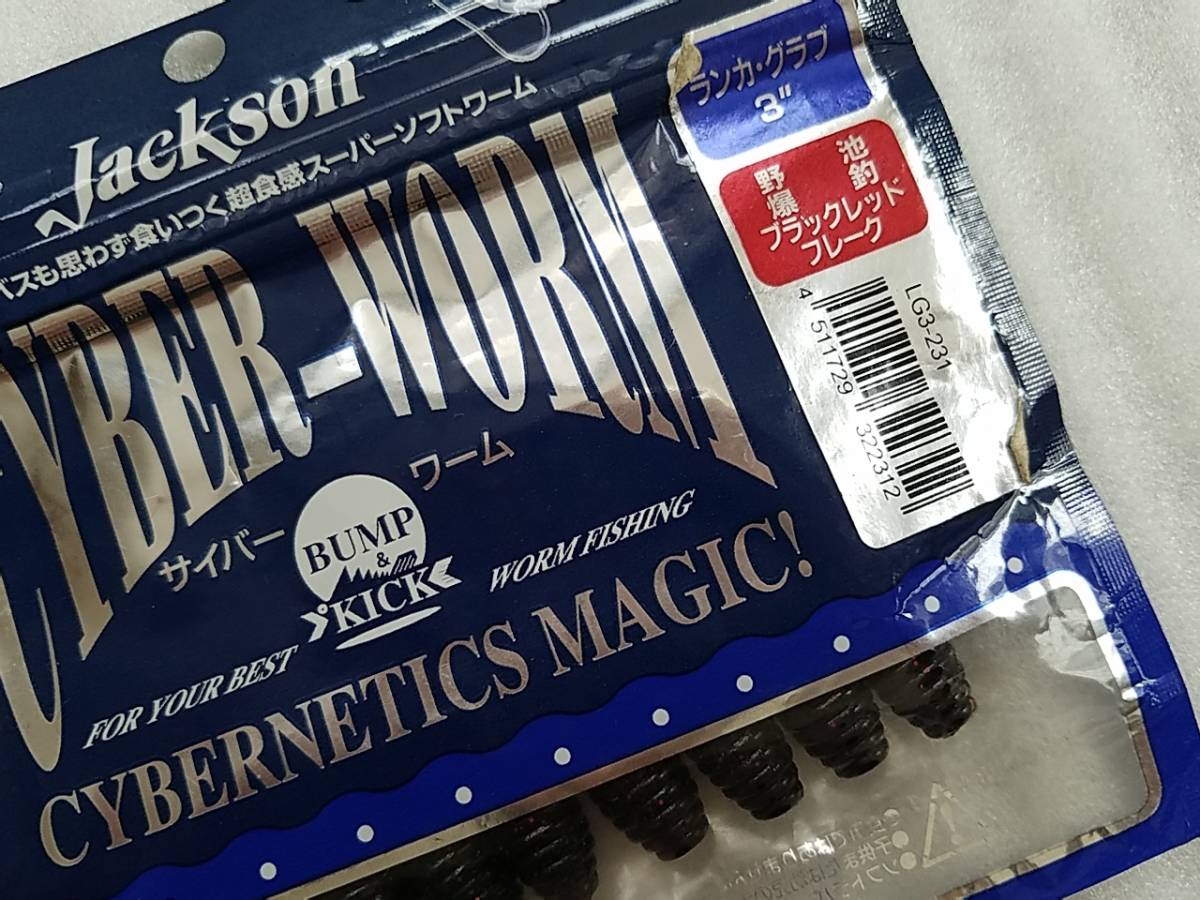 Jackson
バスも思わず食いつく超食感スーパーソフトワーム
CYBER-WORM
サイバー
ワーム
BUMP
&
KICK
FOR YOUR BEST
WORM FISHING
CYBERNETICS MAGIC!
ランカ・グラブ
3"
野池
爆釣
ブラックレッド
フレーク
LG3-231
4 511729 322312